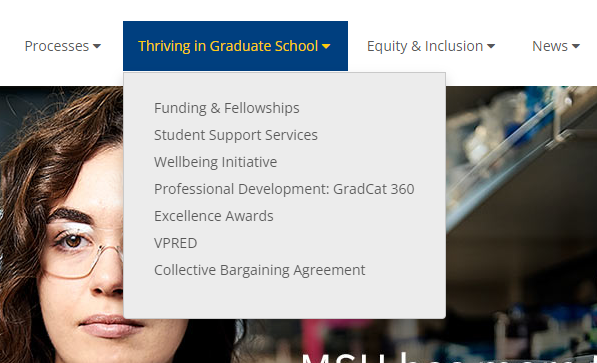 Processes Thriving in Graduate School Equity & Inclusion News
Funding & Fellowships
Student Support Services
Wellbeing Initiative
Professional Development: GradCat 360
Excellence Awards
VPRED
Collective Bargaining Agreement